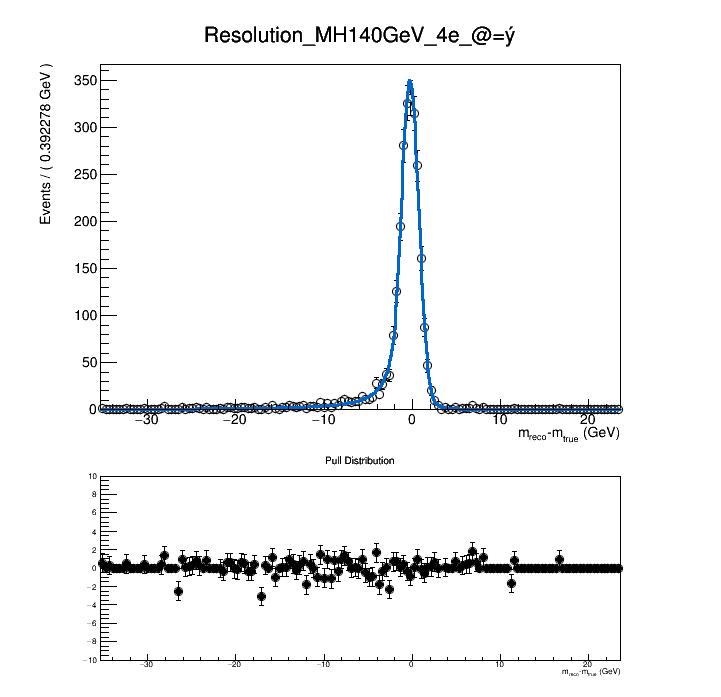 Resolution_MH140GeV_4e_@=ý
Events / ( 0.392278 GeV )
350
300
250
200
150
100
50
0
−30 −20 −10 0 10 20
m_reco-m_true (GeV)
Pull Distribution
10
8
6
4
2
0
−2
−4
−6
−8
−10
−30 −20 −10 0 10 20
m_reco-m_true (GeV)